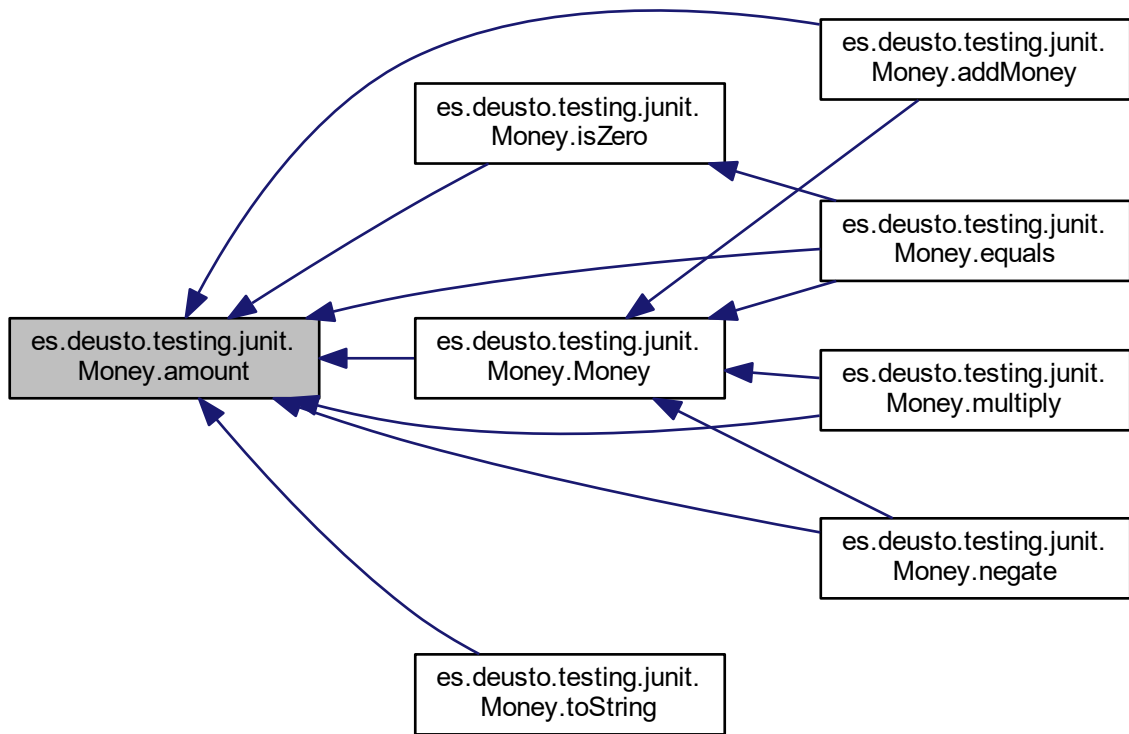 es.deusto.testing.junit.
Money.addMoney
es.deusto.testing.junit.
Money.isZero
es.deusto.testing.junit.
Money.equals
es.deusto.testing.junit.
Money.amount
es.deusto.testing.junit.
Money.Money
es.deusto.testing.junit.
Money.multiply
es.deusto.testing.junit.
Money.negate
es.deusto.testing.junit.
Money.toString